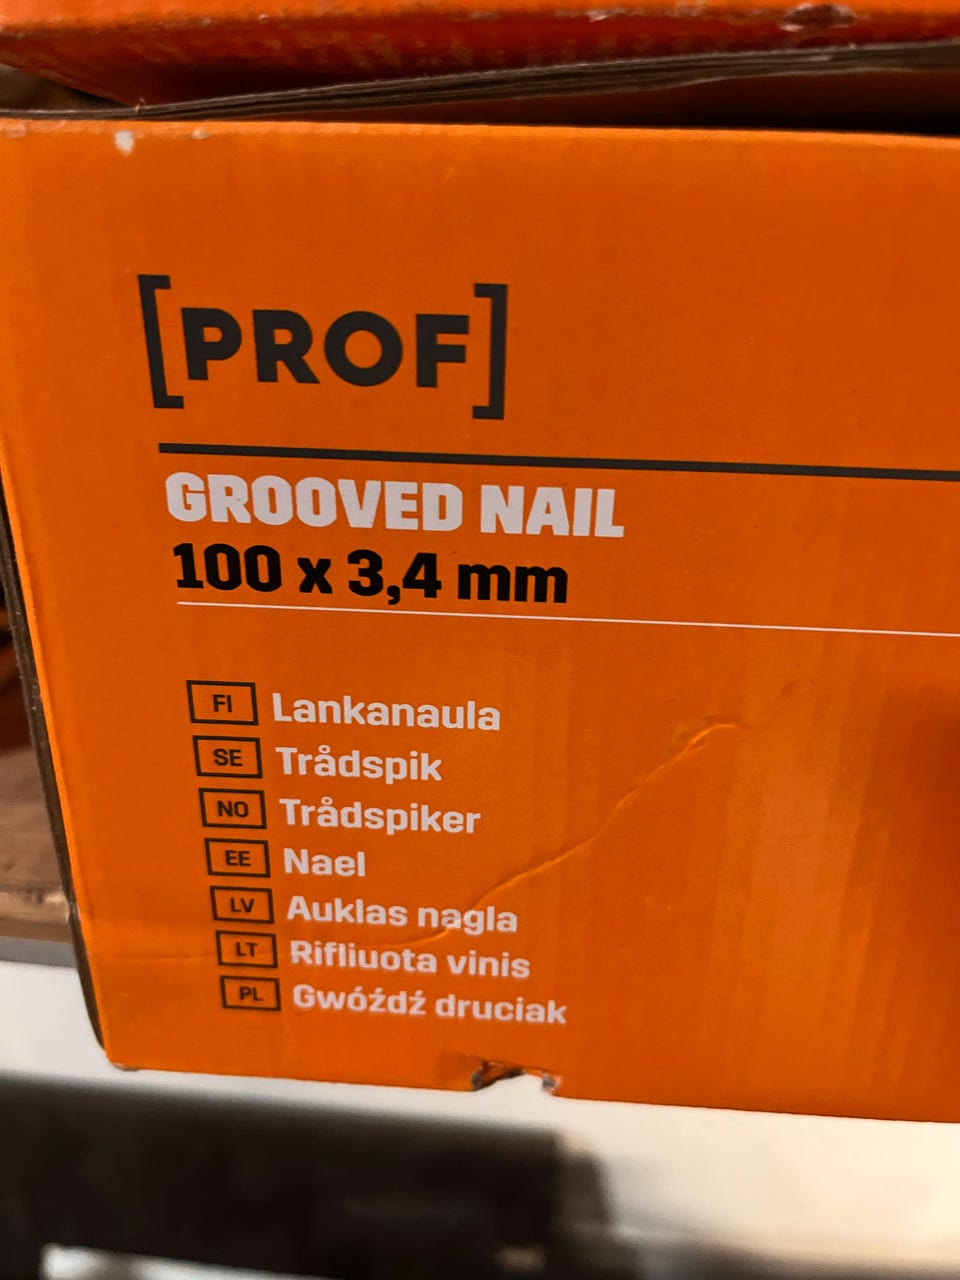 [PROF]
GROOVED NAIL
100 x 3,4 mm
FI Lankanaula
SE Trådspik
NO Trådspiker
EE Nael
LV Auklas nagla
LT Rifliuota vinis
PL Gwóźdź druciak